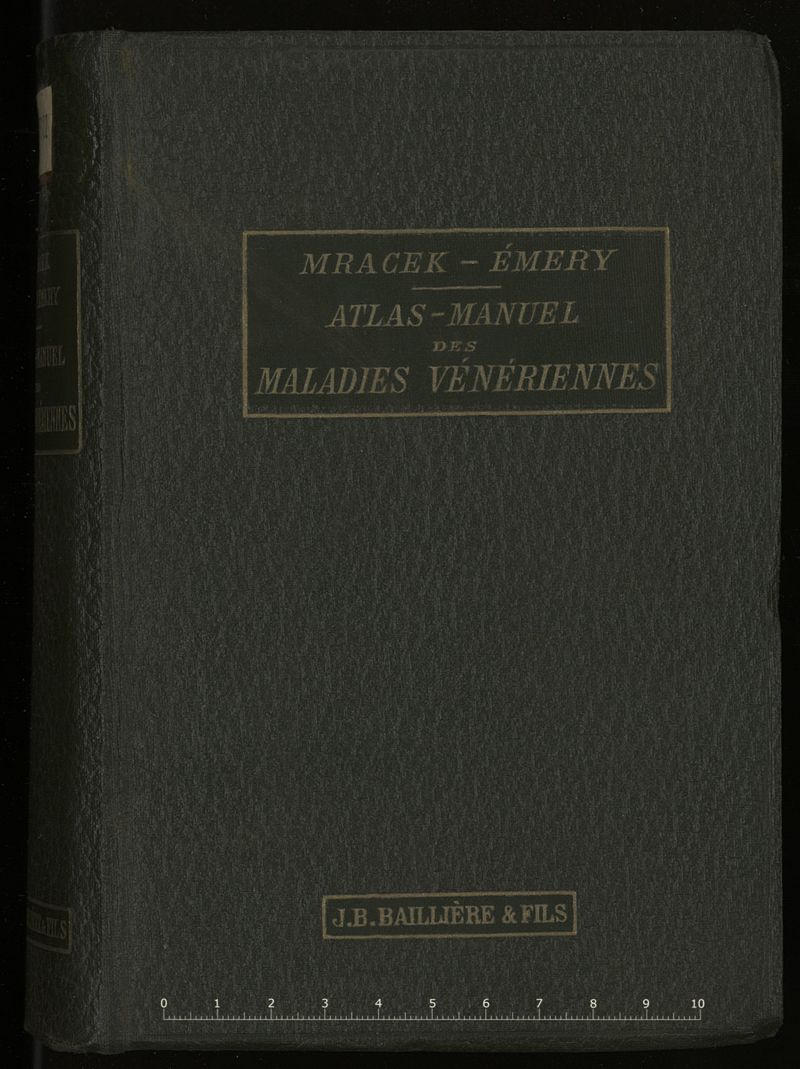 MRACEK - ÉMERY
ATLAS-MANUEL
DES
MALADIES VÉNÉRIENNES
J.B. BAILLIÈRE & FILS
0 1 2 3 4 5 6 7 8 9 10